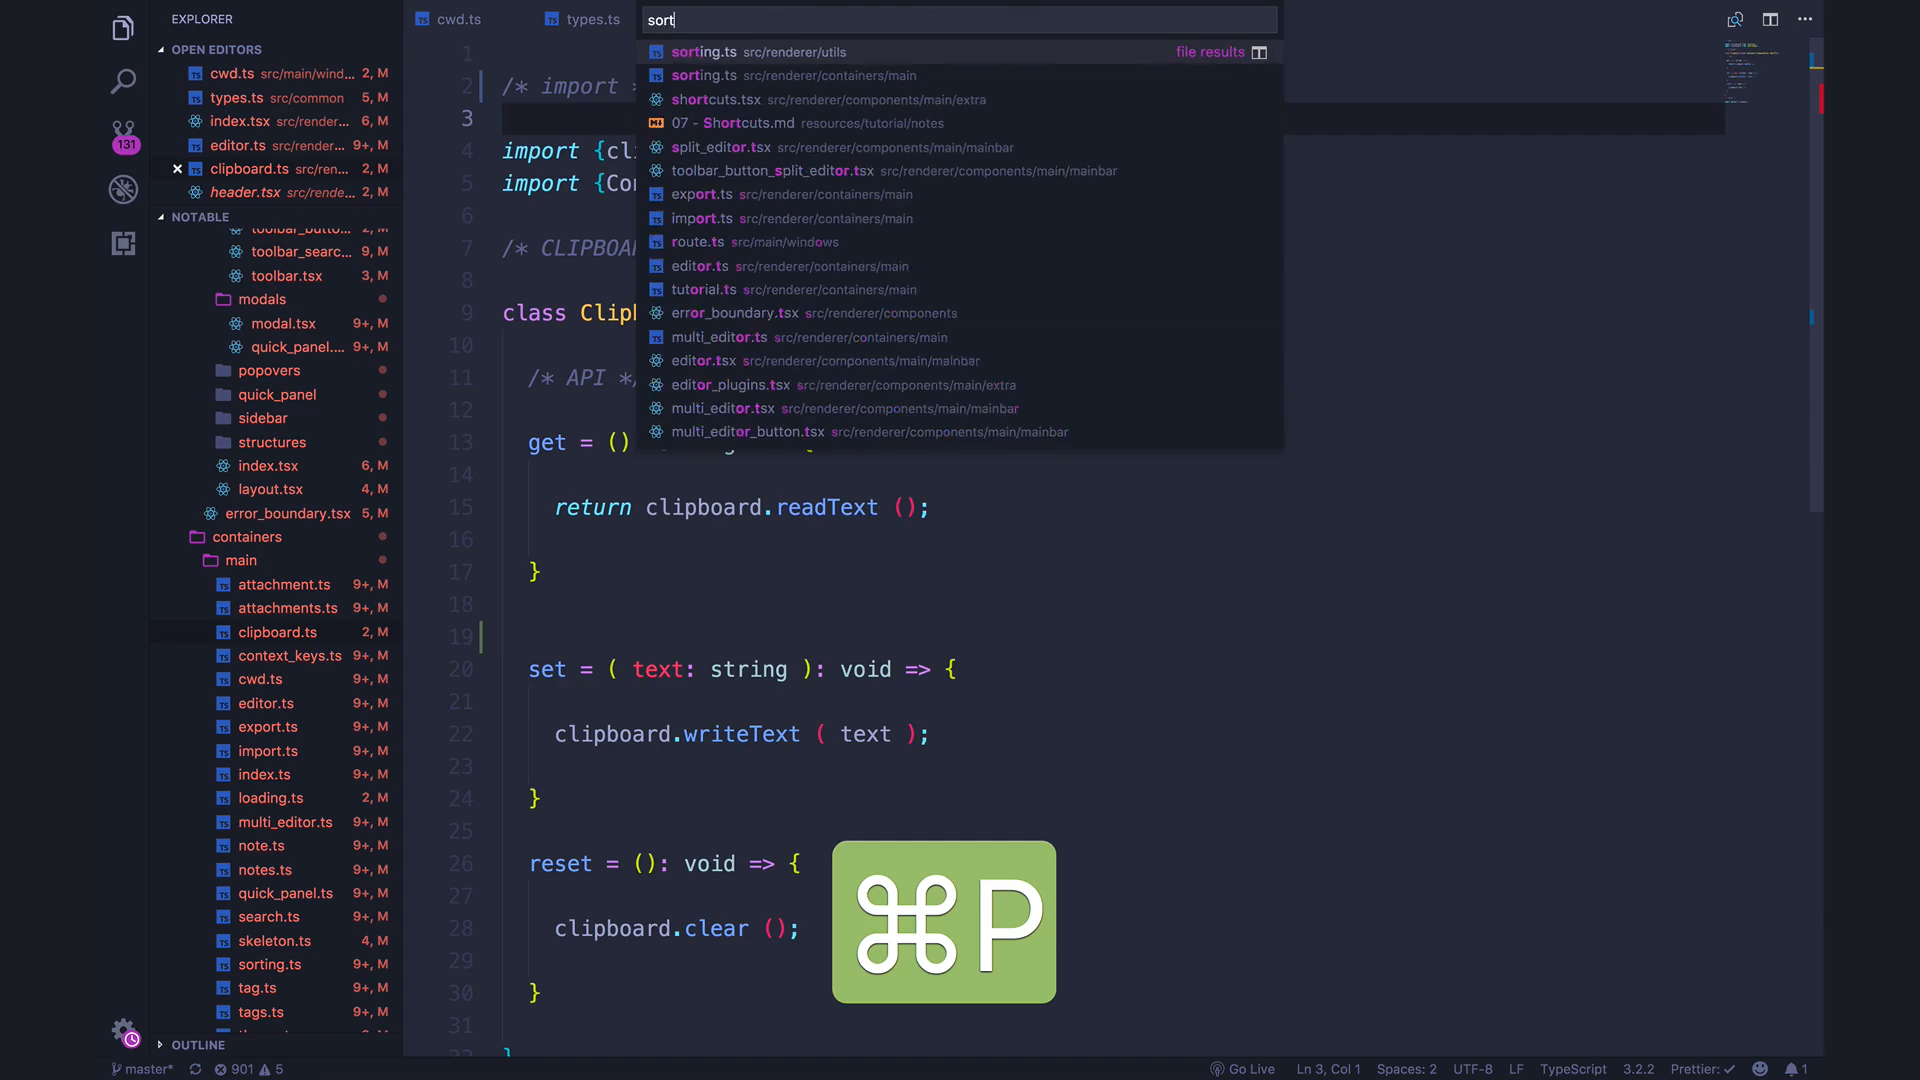 EXPLORER
OPEN EDITORS
cwd.ts src/main/wind... 2, M
types.ts src/common 5, M
index.tsx src/render... 6, M
editor.ts src/render... 9+, M
clipboard.ts src/ren... 2, M
header.tsx src/rende... 2, M
131
NOTABLE
toolbar_butto... 2, M
toolbar_searc... 9, M
toolbar.tsx 3, M
modals
modal.tsx 9+, M
quick_panel.... 9+, M
popovers
quick_panel
sidebar
structures
index.tsx 6, M
layout.tsx 4, M
error_boundary.tsx 5, M
containers
main
attachment.ts 9+, M
attachments.ts 9+, M
clipboard.ts 2, M
context_keys.ts 9+, M
cwd.ts 9+, M
editor.ts 9+, M
export.ts 9+, M
import.ts 9+, M
index.ts 9+, M
loading.ts 2, M
multi_editor.ts 9+, M
note.ts 9+, M
notes.ts 9+, M
quick_panel.ts 9+, M
search.ts 9+, M
skeleton.ts 4, M
sorting.ts 9+, M
tag.ts 9+, M
tags.ts 9+, M
OUTLINE
cwd.ts
types.ts
sort
sorting.ts src/renderer/utils file results
sorting.ts src/renderer/containers/main
shortcuts.tsx src/renderer/components/main/extra
07 - Shortcuts.md resources/tutorial/notes
split_editor.tsx src/renderer/components/main/mainbar
toolbar_button_split_editor.tsx src/renderer/components/main/mainbar
export.ts src/renderer/containers/main
import.ts src/renderer/containers/main
route.ts src/main/windows
editor.ts src/renderer/containers/main
tutorial.ts src/renderer/containers/main
error_boundary.tsx src/renderer/components
multi_editor.ts src/renderer/containers/main
editor.tsx src/renderer/components/main/mainbar
editor_plugins.tsx src/renderer/components/main/extra
multi_editor.tsx src/renderer/components/main/mainbar
multi_editor_button.tsx src/renderer/components/main/mainbar
1
2 /* import
3
4 import {cli
5 import {Con
6
7 /* CLIPBOA
8
9 class Clip
10
11 /* API *
12
13 get = () {
14
15 return clipboard.readText ();
16
17 }
18
19
20 set = ( text: string ): void => {
21
22 clipboard.writeText ( text );
23
24 }
25
26 reset = (): void => {
27
28 clipboard.clear ();
29
30 }
31
32 }
⌘P
master* 901 5 Go Live Ln 3, Col 1 Spaces: 2 UTF-8 LF TypeScript 3.2.2 Prettier: ✓ 1